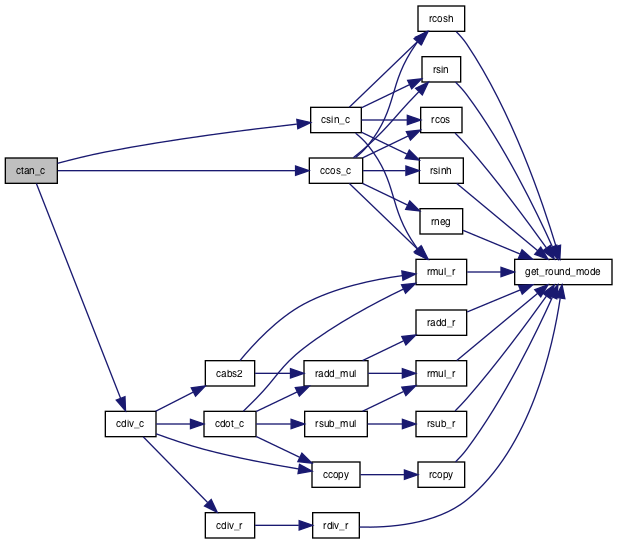 rcosh
rsin
csin_c
rcos
ctan_c
ccos_c
rsinh
rneg
rmul_r
get_round_mode
radd_r
cabs2
radd_mul
rmul_r
cdiv_c
cdot_c
rsub_mul
rsub_r
ccopy
rcopy
cdiv_r
rdiv_r